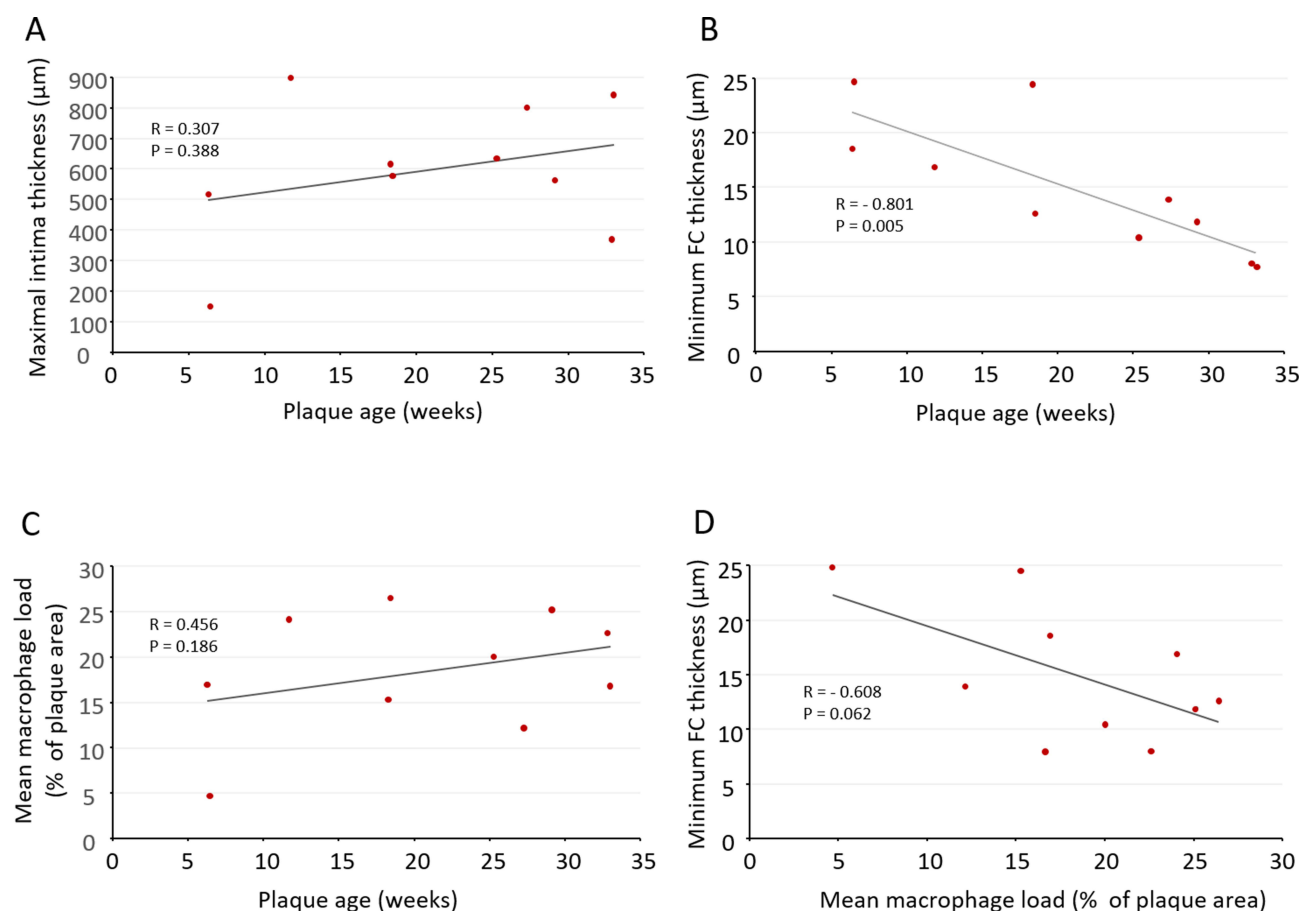 A
Maximal intima thickness (μm)
900
800
700
600
500
400
300
200
100
0
R = 0.307
P = 0.388
0 5 10 15 20 25 30 35
Plaque age (weeks)
B
Minimum FC thickness (μm)
25
20
15
10
5
0
R = - 0.801
P = 0.005
0 5 10 15 20 25 30 35
Plaque age (weeks)
C
Mean macrophage load
(% of plaque area)
30
25
20
15
10
5
0
R = 0.456
P = 0.186
0 5 10 15 20 25 30 35
Plaque age (weeks)
D
Minimum FC thickness (μm)
25
20
15
10
5
0
R = - 0.608
P = 0.062
0 5 10 15 20 25 30
Mean macrophage load (% of plaque area)